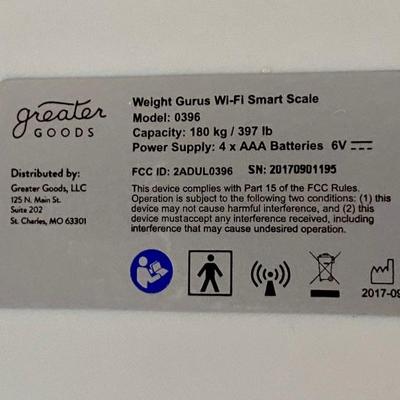 greater
GOODS
Weight Gurus Wi-Fi Smart Scale
Model: 0396
Capacity: 180 kg / 397 lb
Power Supply: 4 x AAA Batteries 6V
Distributed by:
Greater Goods, LLC
125 N. Main St.
Suite 202
St. Charles, MO 63301
FCC ID: 2ADUL0396 SN: 20170901195
This device complies with Part 15 of the FCC Rules.
Operation is subject to the following two conditions: (1) this
device may not cause harmful interference, and (2) this
device must accept any interference received, including
interference that may cause undesired operation.
2017-09